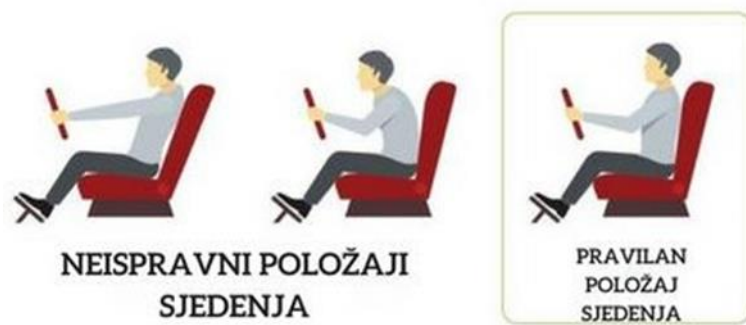 NEISPRAVNI POLOŽAJI
SJEDENJA
PRAVILAN
POLOŽAJ
SJEDENJA